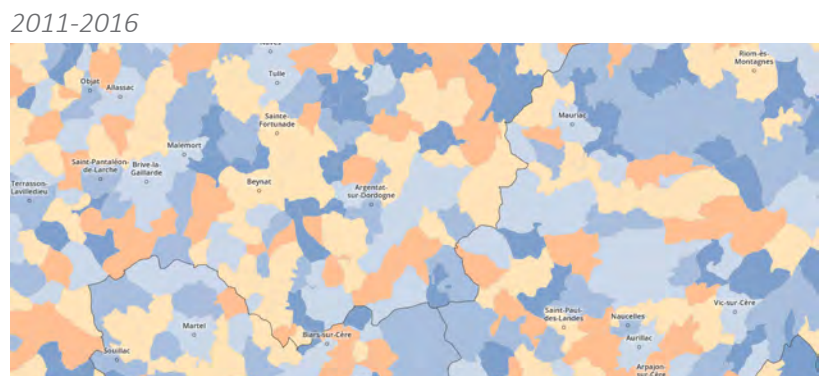 2011-2016
Naves
Riom-ès-
Montagnes
Tulle
Objat
Allassac
Mauriac
Sainte-
Fortunade
Malemort
Saint-Pantaléon-
de-Larche
Brive-la-
Gaillarde
Terrasson-
Lavilledieu
Beynat
Argentat-
sur-Dordogne
Vic-sur-Cère
Saint-Paul-
des-Landes
Naucelles
Martel
Biars-sur-Cère
Aurillac
Souillac
Arpajon-
sur-Cère